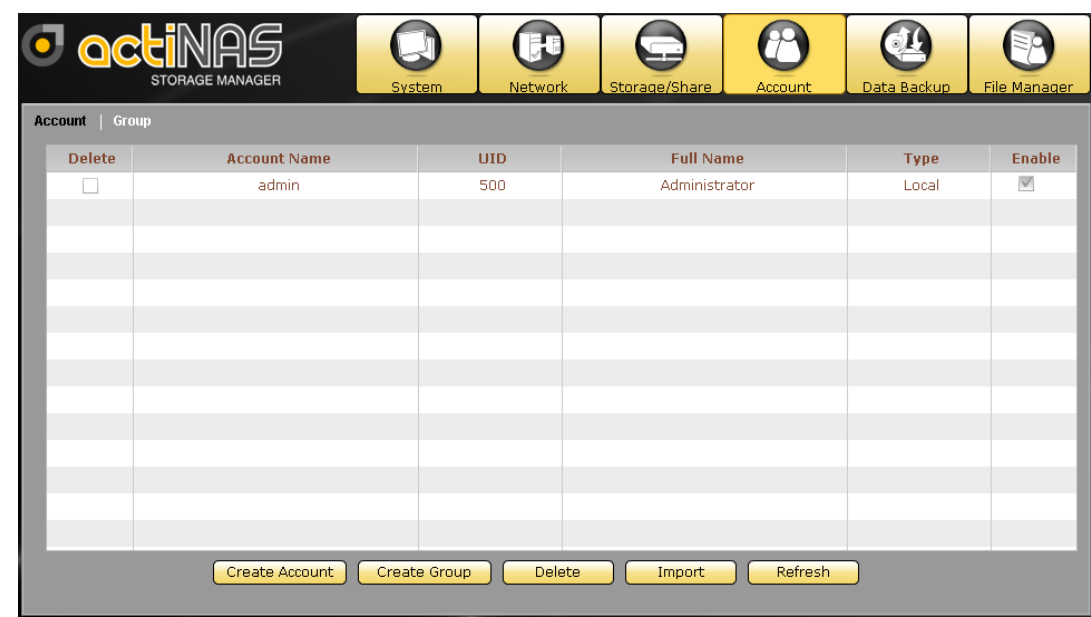 actiNAS
STORAGE MANAGER
System Network Storage/Share Account Data Backup File Manager
Account | Group
Delete Account Name UID Full Name Type Enable
admin 500 Administrator Local
Create Account Create Group Delete Import Refresh